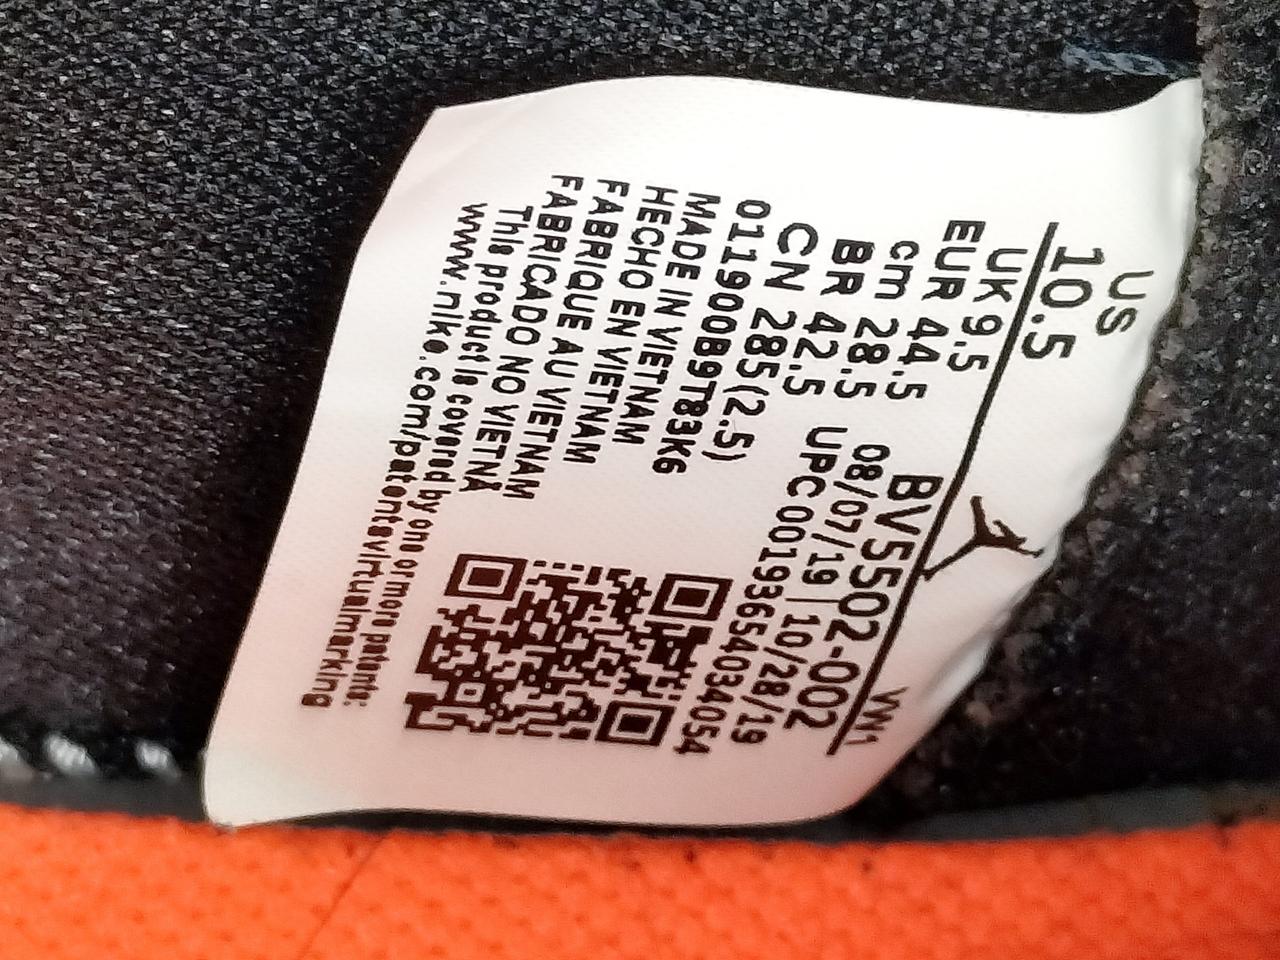 US
10.5
UK 9.5
EUR 44.5
cm 28.5
BR 42.5
CN 285(2.5)
VW1
BV5502-002
08/07/19 | 10/28/19
UPC 00193654034054
011900B9T83K6
MADE IN VIETNAM
HECHO EN VIETNAM
FABRIQUE AU VIETNAM
FABRICADO NO VIETNÃ
This product is covered by one or more patents:
www.nike.com/patentsvirtualmarking